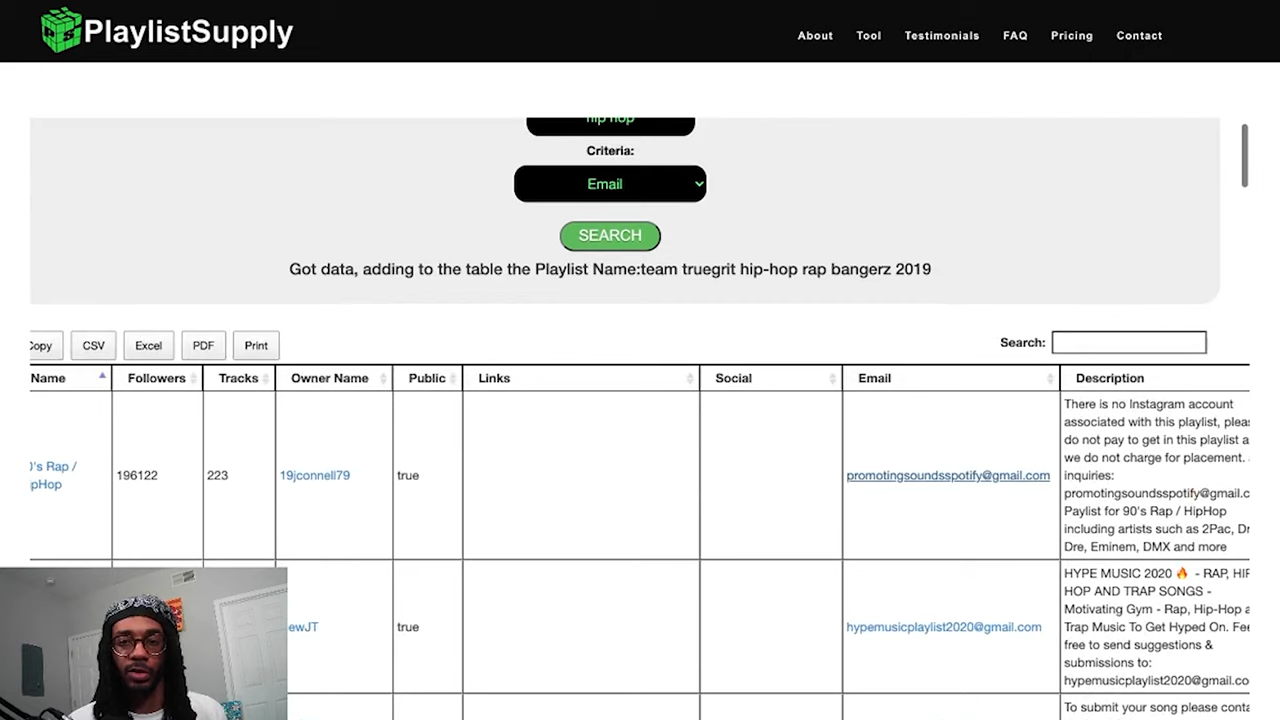 PlaylistSupply
About Tool Testimonials FAQ Pricing Contact
hip hop
Criteria:
Email
SEARCH
Got data, adding to the table the Playlist Name:team truegrit hip-hop rap bangerz 2019
Copy CSV Excel PDF Print Search:
Name Followers Tracks Owner Name Public Links Social Email Description
0's Rap /
pHop
196122
223
19jconnell79
true
promotingsoundsspotify@gmail.com
There is no Instagram account
associated with this playlist, pleas
do not pay to get in this playlist a
we do not charge for placement.
inquiries:
promotingsoundsspotify@gmail.c
Playlist for 90's Rap / HipHop
including artists such as 2Pac, Dr
Dre, Eminem, DMX and more
ewJT
true
hypemusicplaylist2020@gmail.com
HYPE MUSIC 2020 🔥 - RAP, HIP
HOP AND TRAP SONGS -
Motivating Gym - Rap, Hip-Hop a
Trap Music To Get Hyped On. Fee
free to send suggestions &
submissions to:
hypemusicplaylist2020@gmail.co
To submit your song please conta